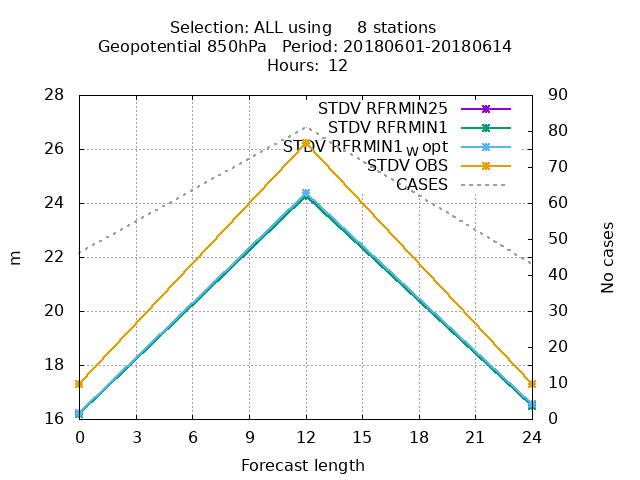 Selection: ALL using 8 stations
Geopotential 850hPa Period: 20180601-20180614
Hours: 12
28 90
STDV RFRMIN25
STDV RFRMIN1
STDV RFRMIN1_W opt
STDV OBS
CASES
26
24
22
20
18
16
80
70
60
50
40
30
20
10
0
m
No cases
0 3 6 9 12 15 18 21 24
Forecast length